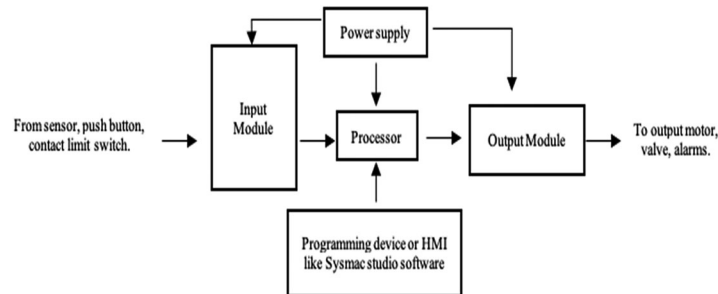 Power supply
Input
Module
From sensor, push button,
contact limit switch.
Processor
Output Module
To output motor,
valve, alarms.
Programming device or HMI
like Sysmac studio software